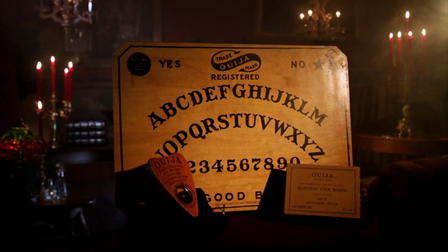 YES
TRADE
OUIJA
MARK
NO
REGISTERED
ABCDEFGHIJKLM
NOPQRSTUVWXYZ
1234567890
GOOD B
OUIJA
OUIJA